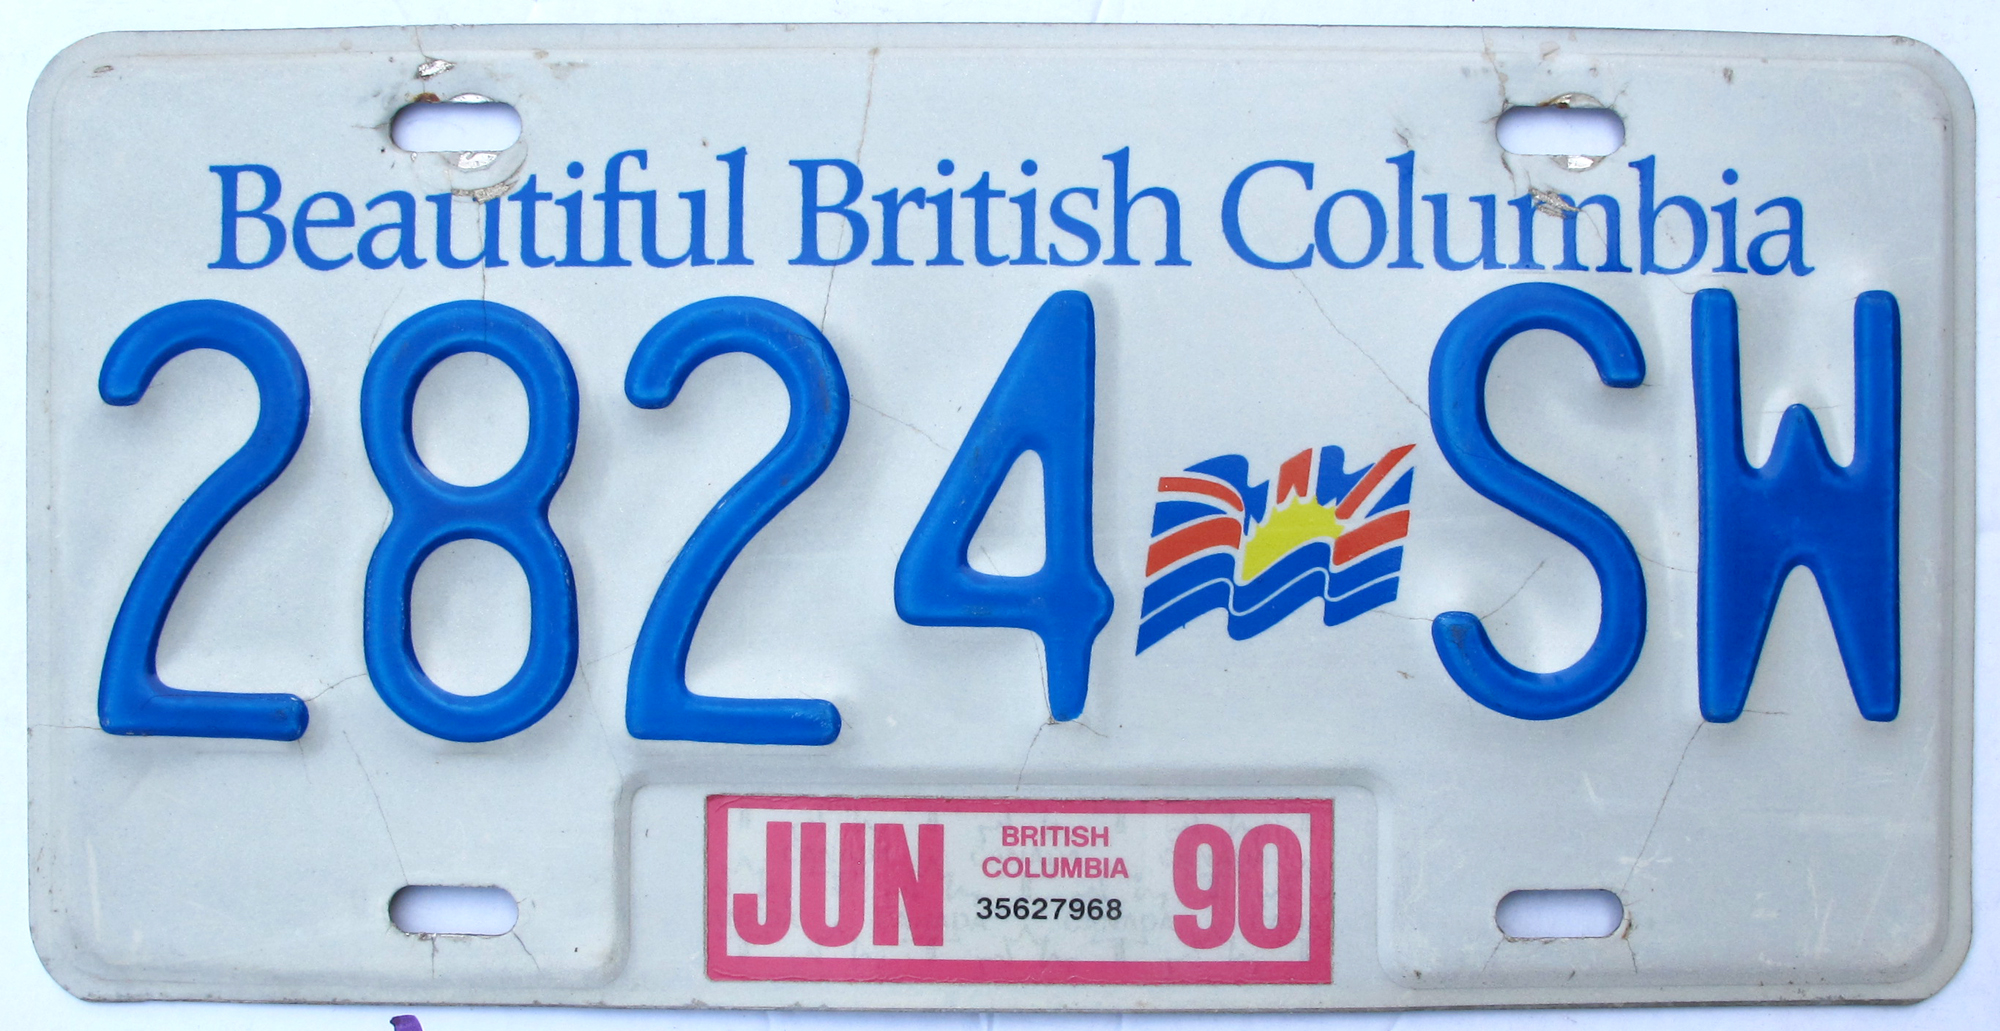 Beautiful British Columbia
2824 SW
JUN BRITISH COLUMBIA 90
35627968